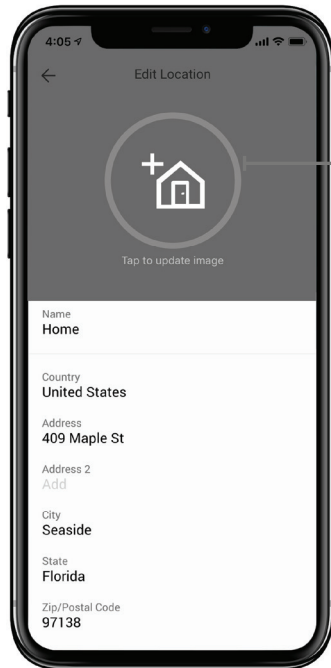 4:05
Edit Location
Tap to update image
Name
Home
Country
United States
Address
409 Maple St
Address 2
Add
City
Seaside
State
Florida
Zip/Postal Code
97138